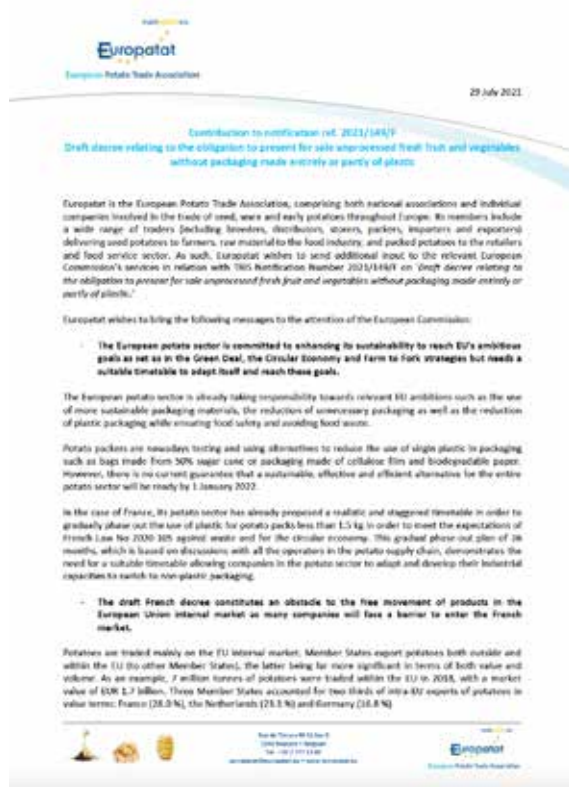 Europatat
European Potato Trade Association
29 July 2021
Contribution to notification ref. 2021/149/F
Draft decree relating to the obligation to present for sale unprocessed fresh fruit and vegetables
without packaging made entirely or partly of plastic
Europatat is the European Potato Trade Association, comprising both national associations and individual
companies involved in the trade of seed, ware and early potatoes throughout Europe. Its members include
a wide range of traders (including breeders, distributors, storers, packers, importers and exporters)
delivering seed potatoes to farmers, raw material to the food industry, and packed potatoes to the retailers
and food service sector. As such, Europatat wishes to send additional input to the relevant European
Commission's services in relation with TRIS Notification Number 2021/149/F on 'Draft decree relating to
the obligation to present for sale unprocessed fresh fruit and vegetables without packaging made entirely or
partly of plastic.'
Europatat wishes to bring the following messages to the attention of the European Commission:
- The European potato sector is committed to enhancing its sustainability to reach EU's ambitious
goals as set as in the Green Deal, the Circular Economy and Farm to Fork strategies but needs a
suitable timetable to adapt itself and reach these goals.
The European potato sector is already taking responsibility towards relevant EU ambitions such as the use
of more sustainable packaging materials, the reduction of unnecessary packaging as well as the reduction
of plastic packaging while ensuring food safety and avoiding food waste.
Potato packers are nowadays testing and using alternatives to reduce the use of virgin plastic in packaging
such as bags made from 50% sugar cane or packaging made of cellulose film and biodegradable paper.
However, there is no current guarantee that a sustainable, effective and efficient alternative for the entire
potato sector will be ready by 1 January 2022.
In the case of France, its potato sector has already proposed a realistic and staggered timetable in order to
gradually phase out the use of plastic for potato packs less than 1.5 kg in order to meet the expectations of
French Law No 2020-105 against waste and for the circular economy. This gradual phase-out plan of 36
months, which is based on discussions with all the operators in the potato supply chain, demonstrates the
need for a suitable timetable allowing companies in the potato sector to adapt and develop their industrial
capacities to switch to non-plastic packaging.
- The draft French decree constitutes an obstacle to the free movement of products in the
European Union internal market as many companies will face a barrier to enter the French
market.
Potatoes are traded mainly on the EU internal market. Member States export potatoes both outside and
within the EU (to other Member States), the latter being far more significant in terms of both value and
volume. As an example, 7 million tonnes of potatoes were traded within the EU in 2018, with a market
value of EUR 1.7 billion. Three Member States accounted for two thirds of intra-EU exports of potatoes in
value terms: France (28.0 %), the Netherlands (23.3 %) and Germany (16.8 %)
Europatat
European Potato Trade Association